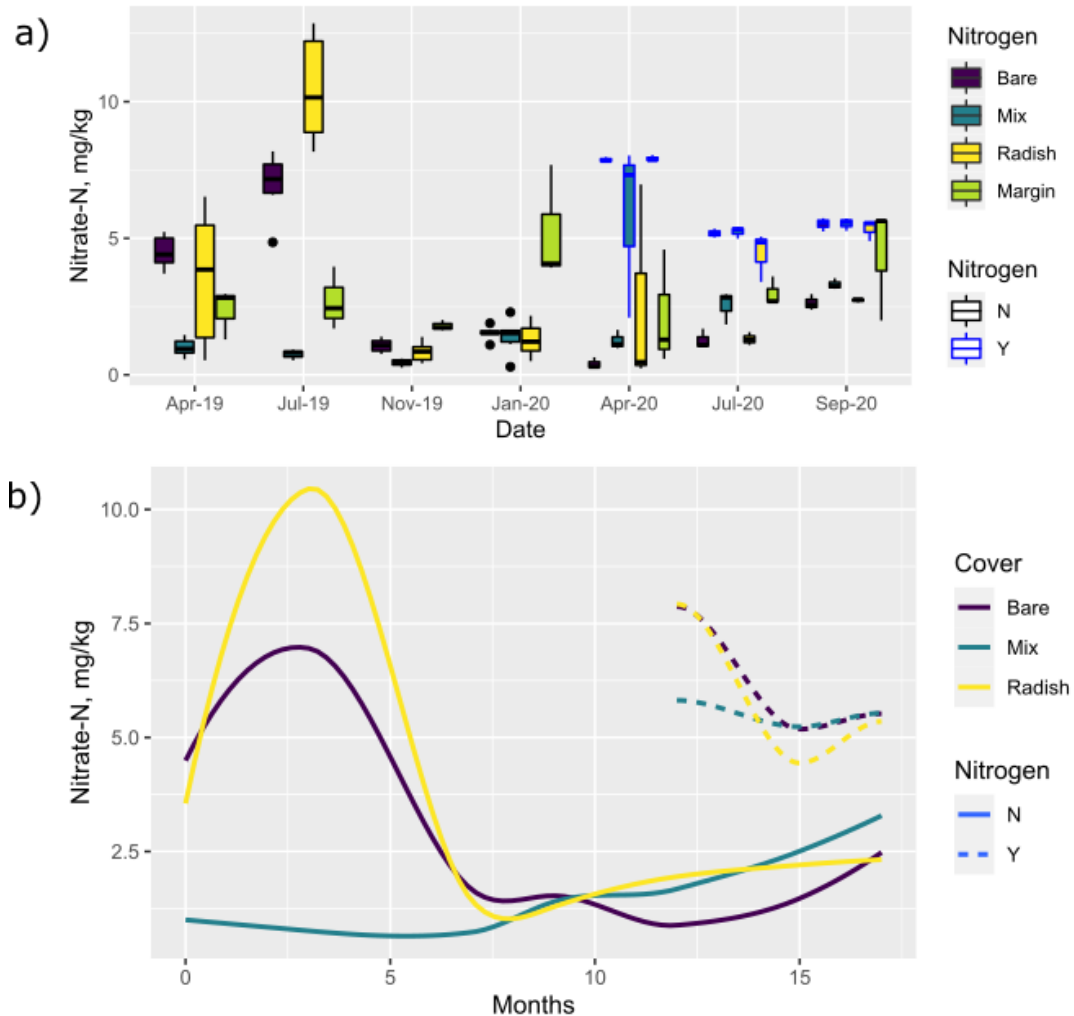 a)
Nitrate-N, mg/kg
10
5
0
Apr-19 Jul-19 Nov-19 Jan-20 Apr-20 Jul-20 Sep-20
Date
Nitrogen
Bare
Mix
Radish
Margin
Nitrogen
N
Y
b)
Nitrate-N, mg/kg
10.0
7.5
5.0
2.5
0 5 10 15
Months
Cover
Bare
Mix
Radish
Nitrogen
N
Y